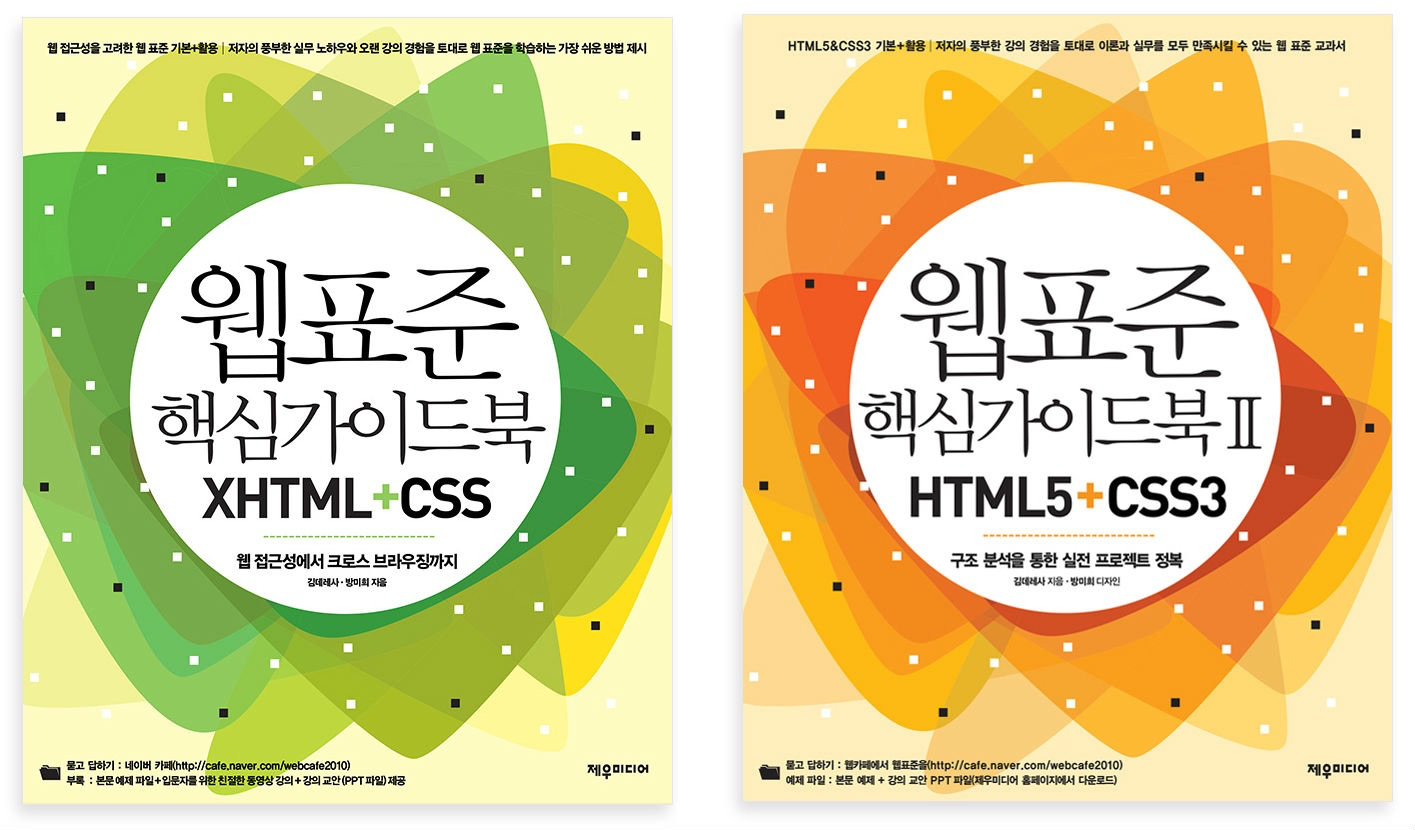 웹 접근성을 고려한 웹 표준 기본+활용 | 저자의 풍부한 실무 노하우와 오랜 강의 경험을 토대로 웹 표준을 학습하는 가장 쉬운 방법 제시
웹표준
핵심가이드북
XHTML+CSS
웹 접근성에서 크로스 브라우징까지
김데레사·방미희 지음
묻고 답하기 : 네이버 카페(http://cafe.naver.com/webcafe2010)
부록 : 본문 예제 파일+입문자를 위한 친절한 동영상 강의+강의 교안(PPT 파일) 제공
제우미디어
HTML5&CSS3 기본+활용 | 저자의 풍부한 강의 경험을 토대로 이론과 실무를 모두 만족시킬 수 있는 웹 표준 교과서
웹표준
핵심가이드북 II
HTML5+CSS3
구조 분석을 통한 실전 프로젝트 정복
김데레사 지음·방미희 디자인
묻고 답하기 : 웹카페에서 웹표준을(http://cafe.naver.com/webcafe2010)
예제 파일 : 본문 예제 + 강의 교안 PPT 파일(제우미디어 홈페이지에서 다운로드)
제우미디어